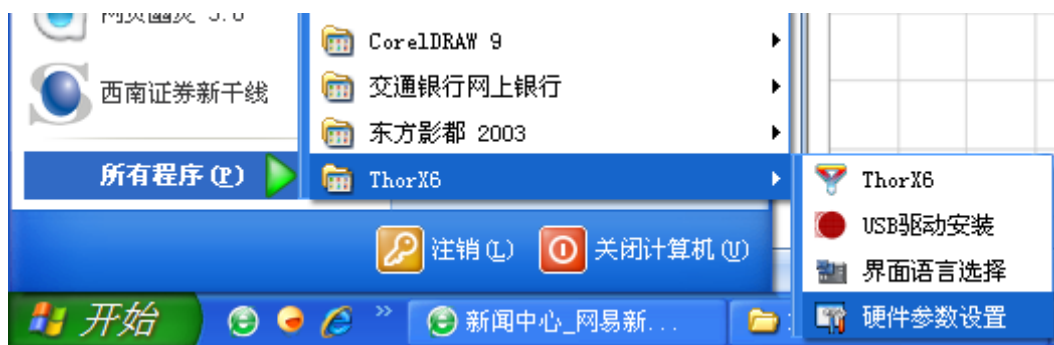 CorelDRAW 9
西南证券新干线
交通银行网上银行
东方影都 2003
所有程序(P)
ThorX6
ThorX6
USB驱动安装
界面语言选择
硬件参数设置
注销(L)
关闭计算机(U)
开始
新闻中心_网易新...